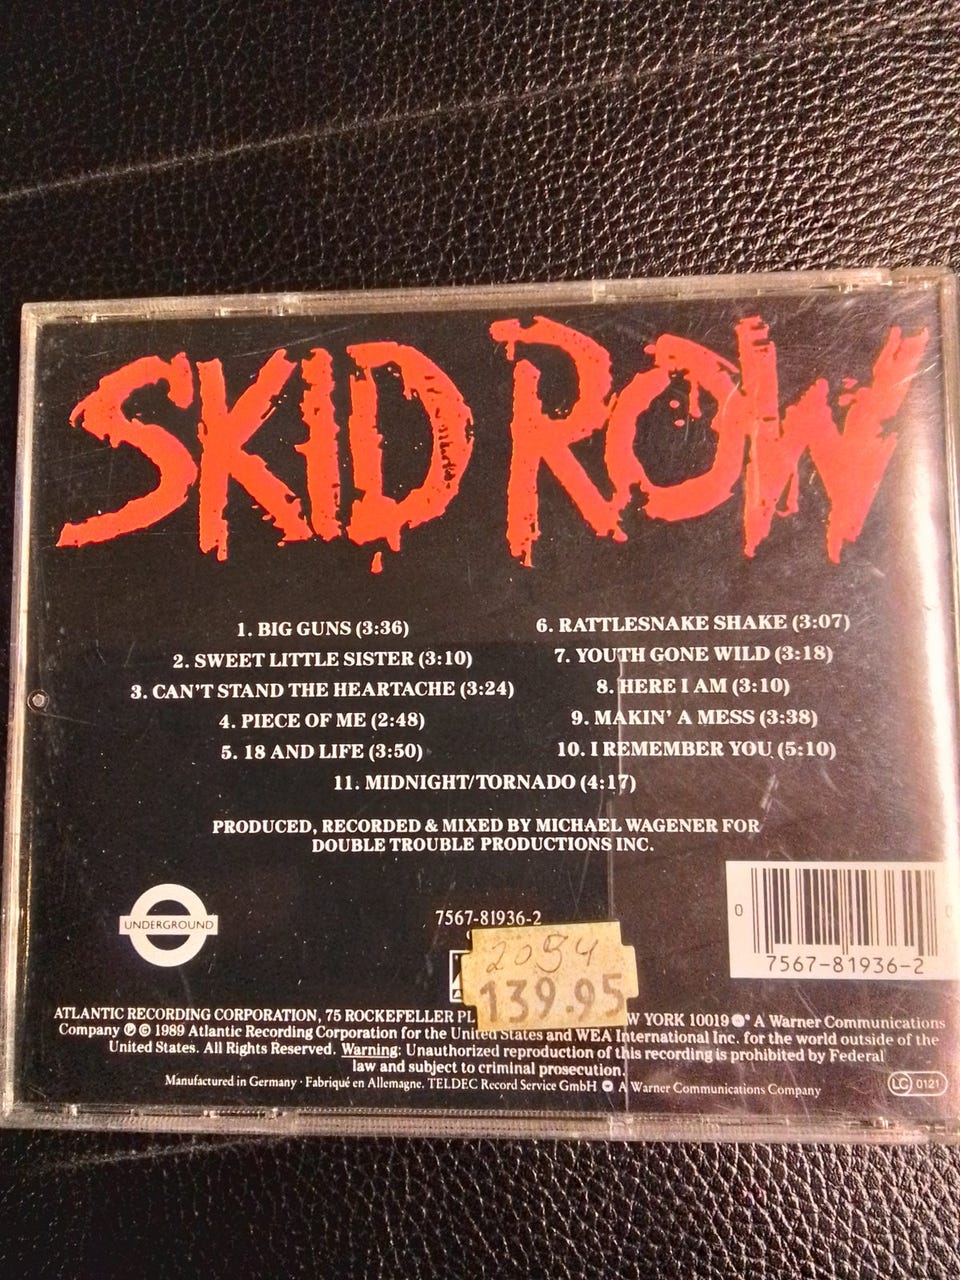 SKID ROW
1. BIG GUNS (3:36)
2. SWEET LITTLE SISTER (3:10)
3. CAN'T STAND THE HEARTACHE (3:24)
4. PIECE OF ME (2:48)
5. 18 AND LIFE (3:50)
6. RATTLESNAKE SHAKE (3:07)
7. YOUTH GONE WILD (3:18)
8. HERE I AM (3:10)
9. MAKIN' A MESS (3:38)
10. I REMEMBER YOU (5:10)
11. MIDNIGHT/TORNADO (4:17)
PRODUCED, RECORDED & MIXED BY MICHAEL WAGENER FOR
DOUBLE TROUBLE PRODUCTIONS INC.
UNDERGROUND
7567-81936-2
2054
139.95
0
7567-81936-2
ATLANTIC RECORDING CORPORATION, 75 ROCKEFELLER PL W YORK 10019 A Warner Communications
Company ℗ © 1989 Atlantic Recording Corporation for the United States and WEA International Inc. for the world outside of the
United States. All Rights Reserved. Warning: Unauthorized reproduction of this recording is prohibited by Federal
law and subject to criminal prosecution.
Manufactured in Germany · Fabriqué en Allemagne. TELDEC Record Service GmbH A Warner Communications Company
LC 0121